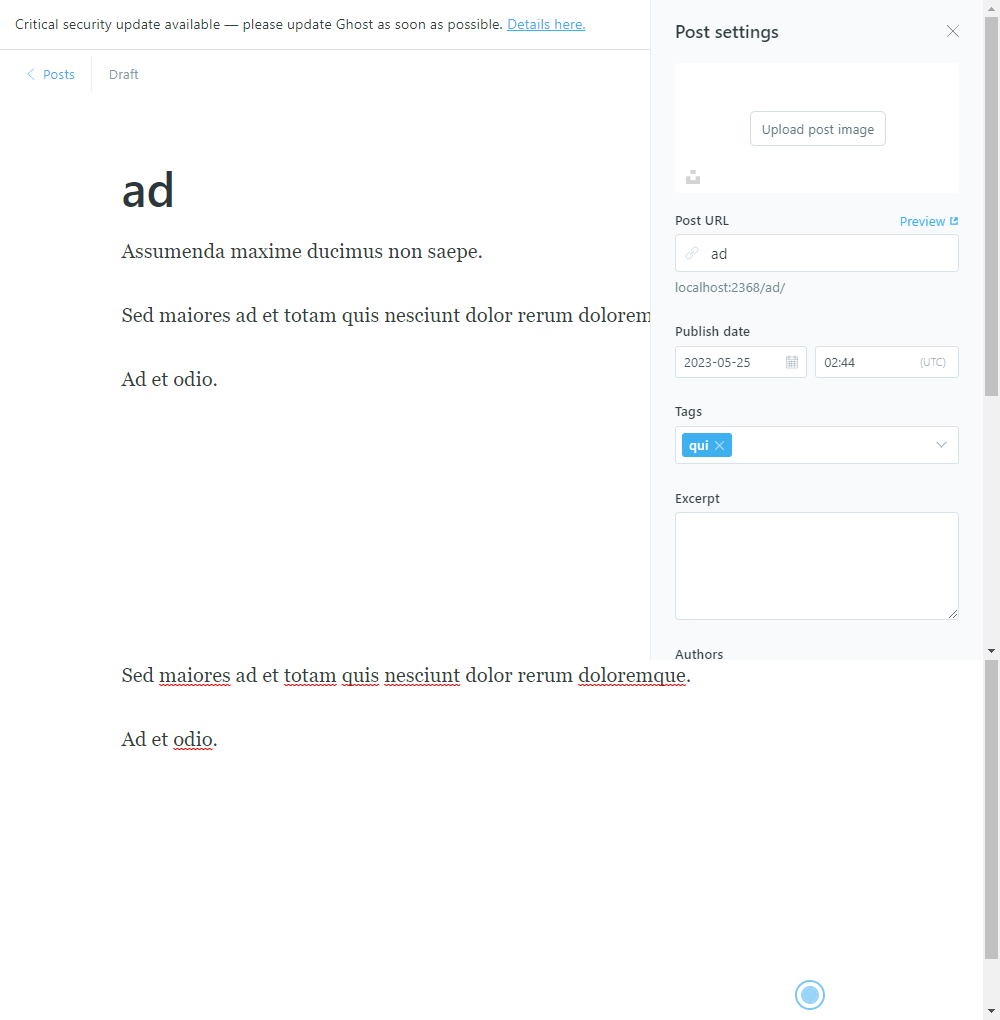 Critical security update available — please update Ghost as soon as possible. Details here.
Posts
Draft
ad
Assumenda maxime ducimus non saepe.
Sed maiores ad et totam quis nesciunt dolor rerum dolorem
Ad et odio.
Sed maiores ad et totam quis nesciunt dolor rerum doloremque.
Ad et odio.
Post settings
Upload post image
Post URL
Preview
ad
localhost:2368/ad/
Publish date
2023-05-25
02:44
(UTC)
Tags
qui
Excerpt
Authors